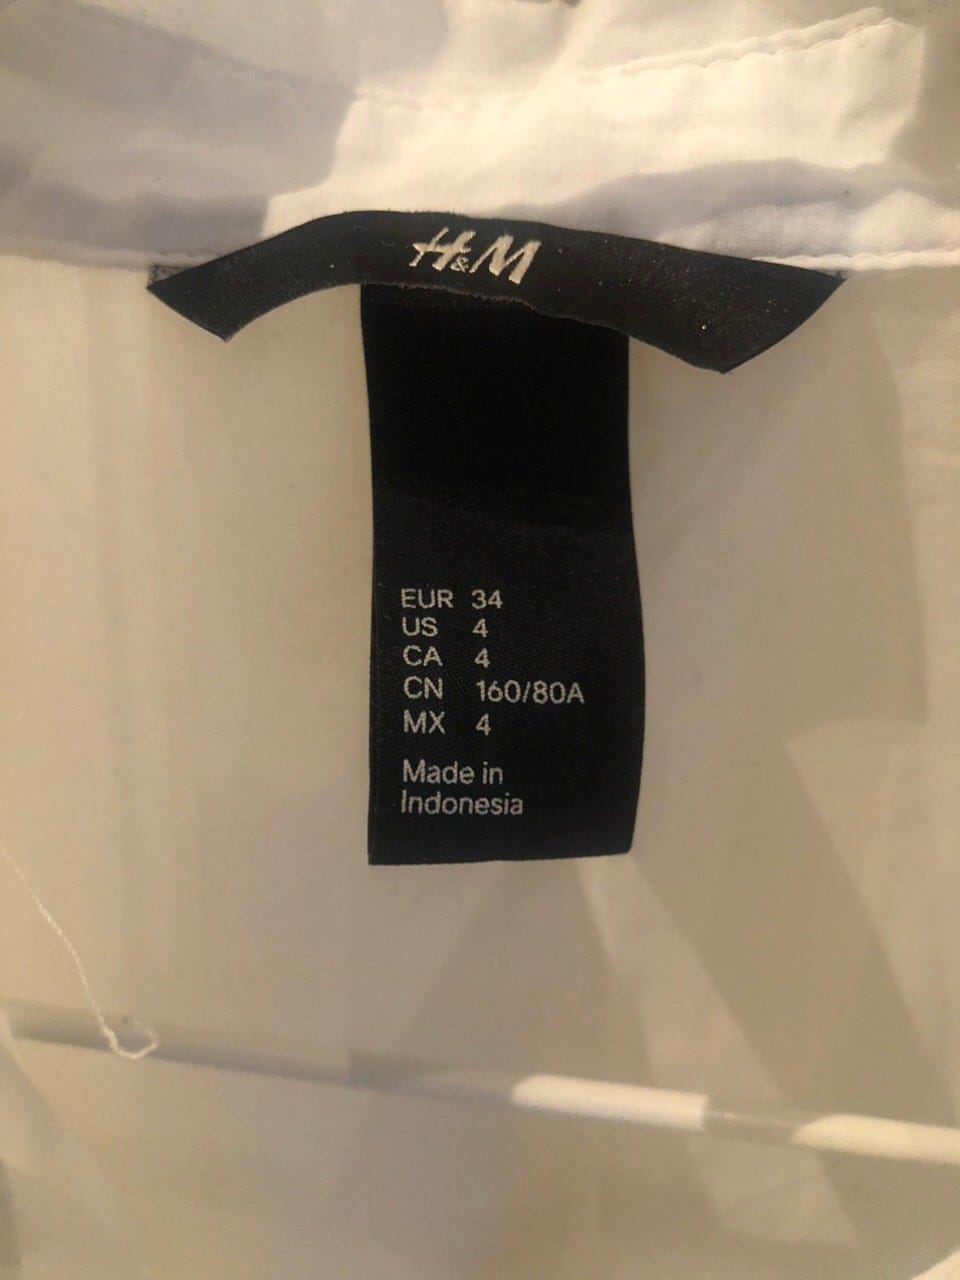 H&M
EUR 34
US 4
CA 4
CN 160/80A
MX 4
Made in
Indonesia